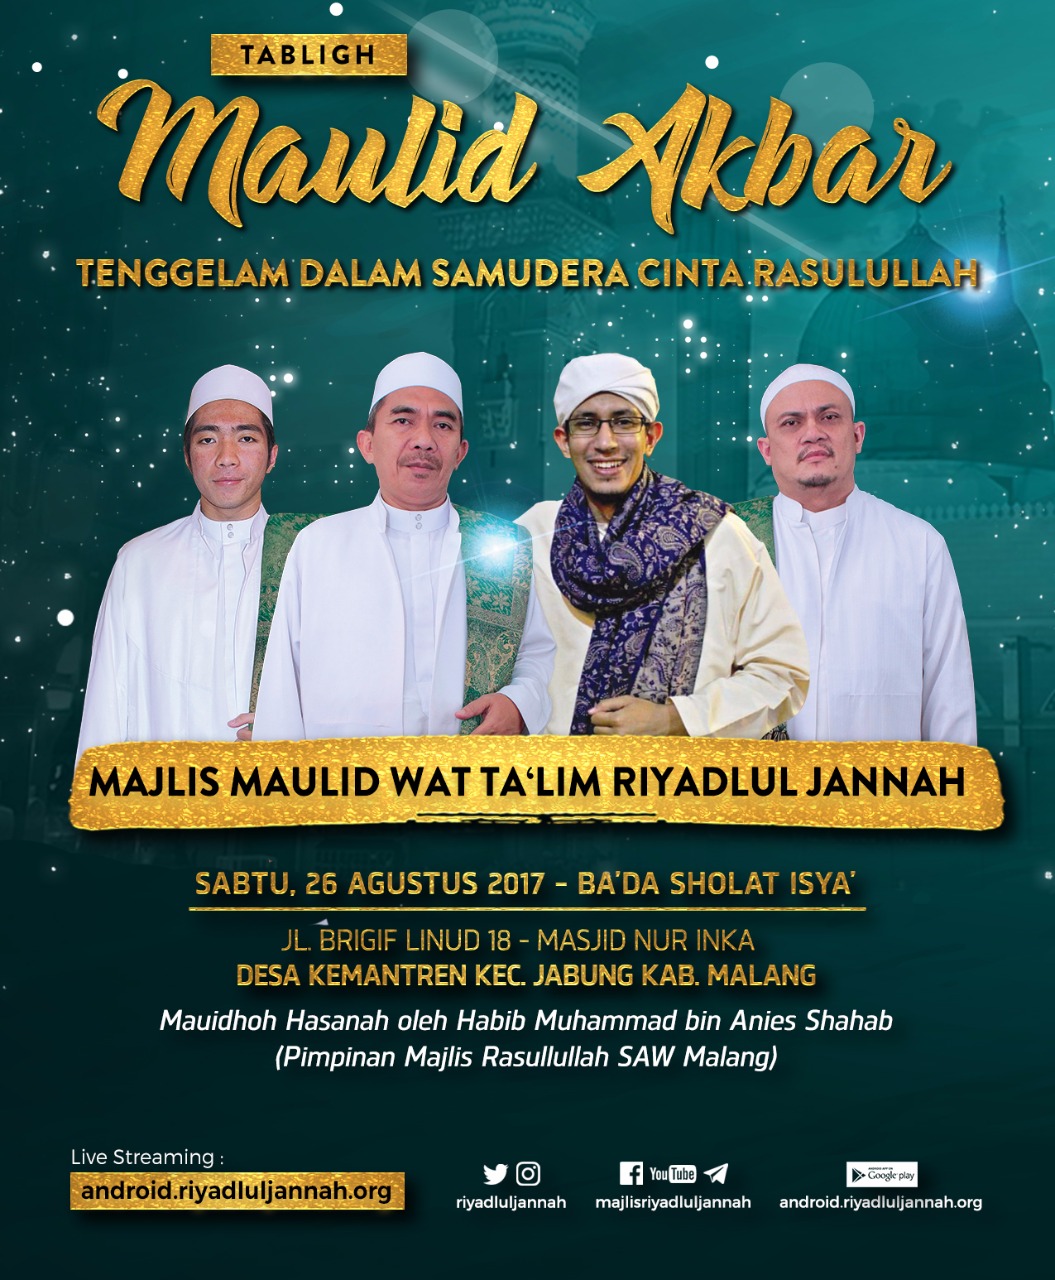 TABLIGH
Maulid Akbar
TENGGELAM DALAM SAMUDERA CINTA RASULULLAH
MAJLIS MAULID WAT TA‘LIM RIYADLUL JANNAH
SABTU, 26 AGUSTUS 2017 - BA'DA SHOLAT ISYA'
JL. BRIGIF LINUD 18 - MASJID NUR INKA
DESA KEMANTREN KEC. JABUNG KAB. MALANG
Mauidhoh Hasanah oleh Habib Muhammad bin Anies Shahab
(Pimpinan Majlis Rasullullah SAW Malang)
Live Streaming :
android.riyadluljannah.org
riyadluljannah
YouTube
majlisriyadluljannah
ANDROID APP ON
Google play
android.riyadluljannah.org